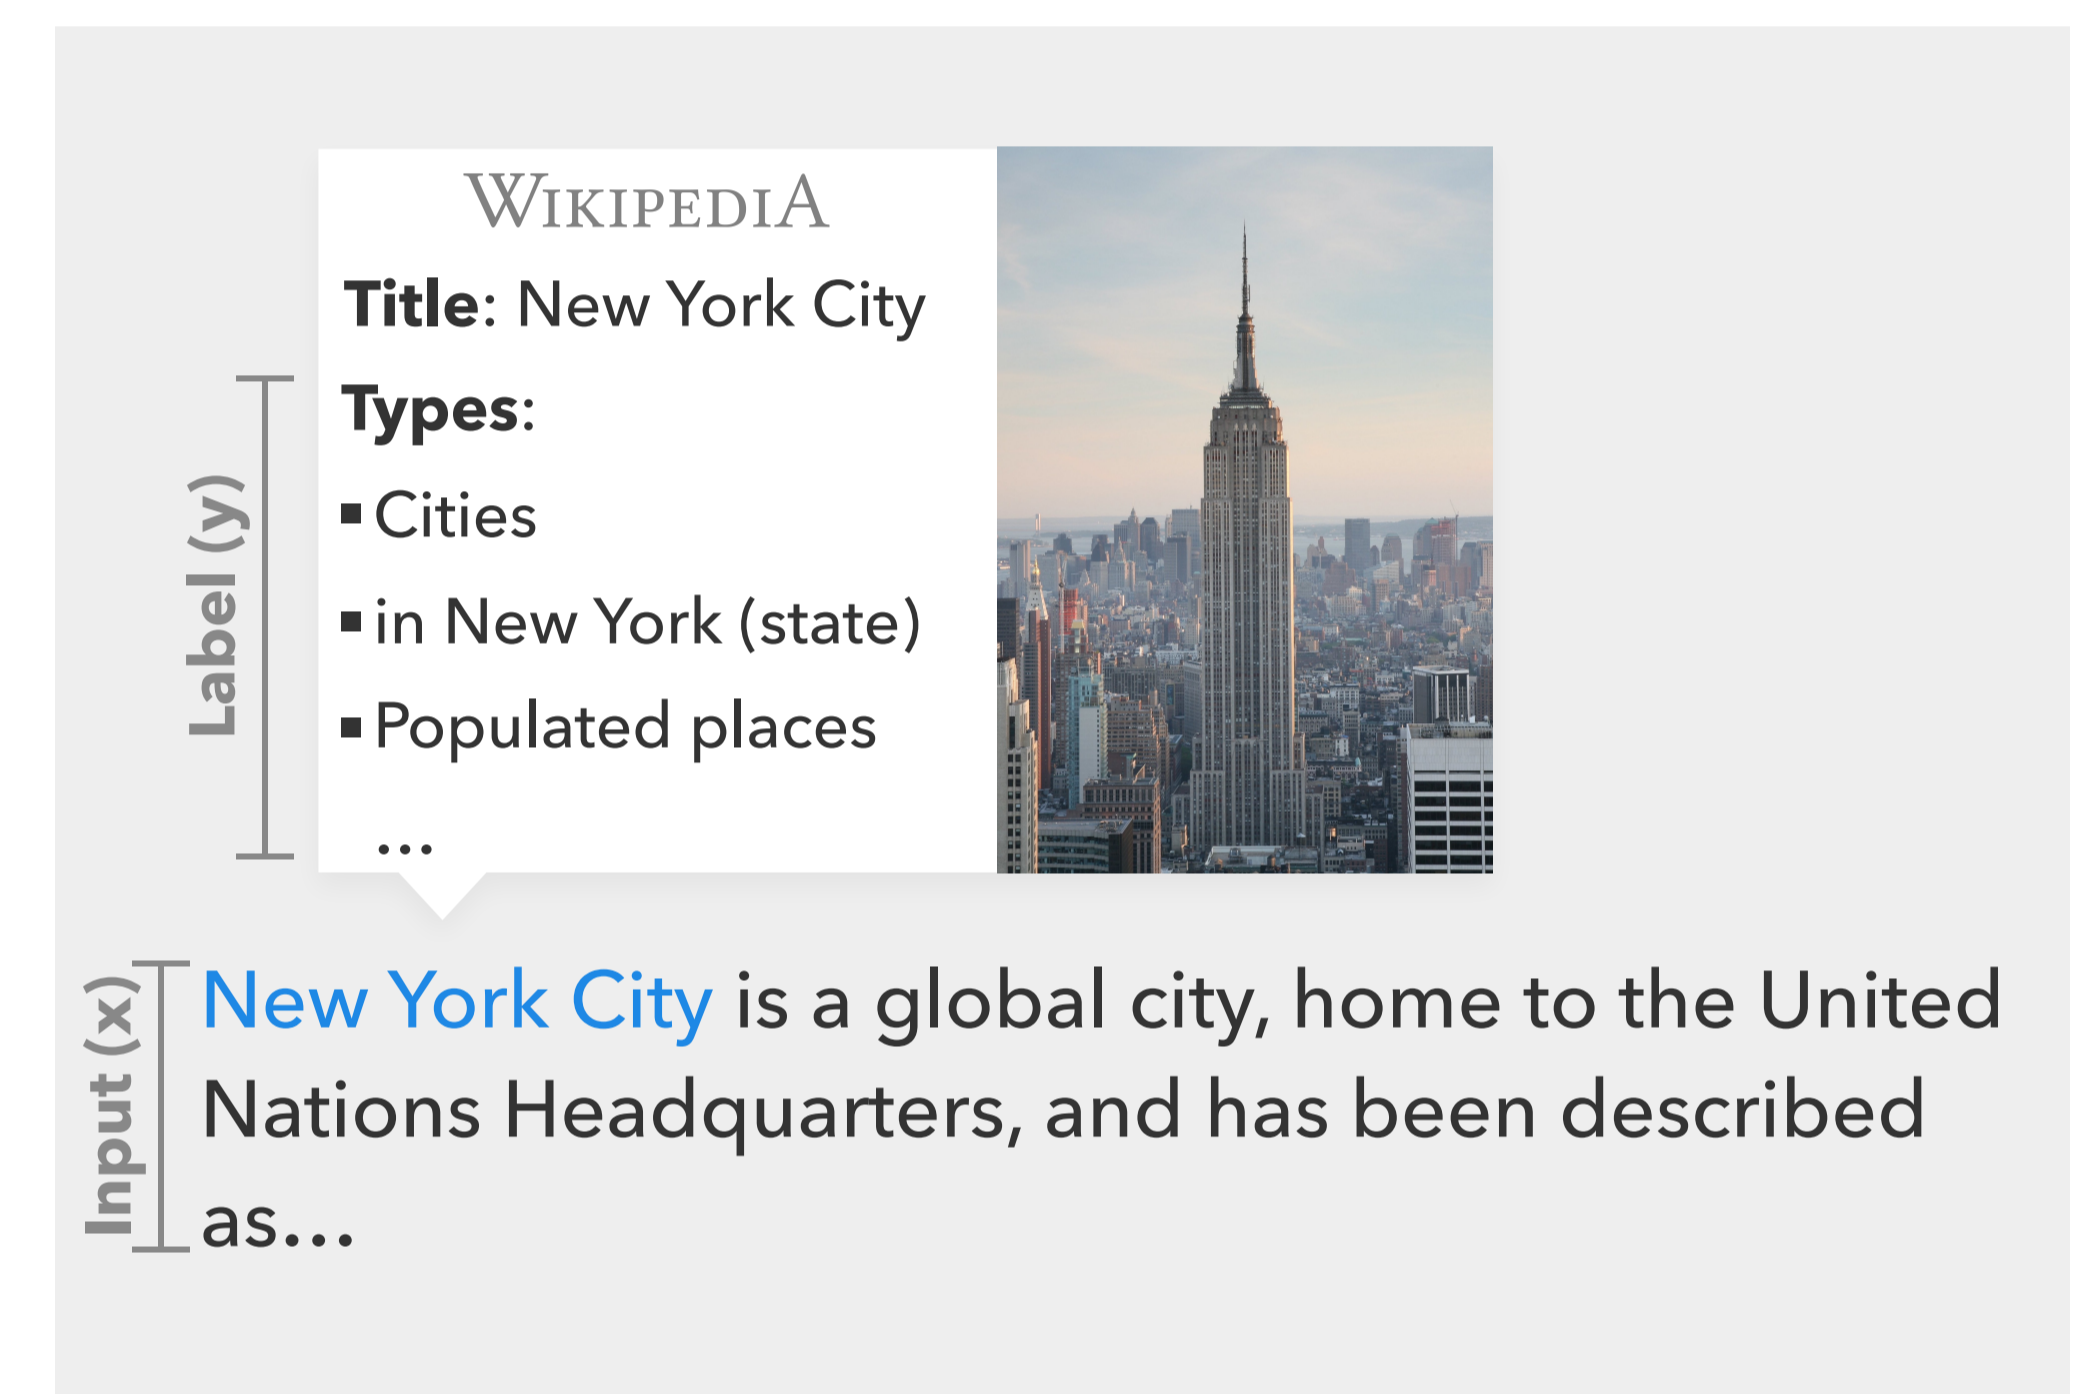 WIKIPEDIA
Title: New York City
Types:
▪ Cities
▪ in New York (state)
▪ Populated places
...
Label (y)
New York City is a global city, home to the United
Nations Headquarters, and has been described
as...
Input (x)